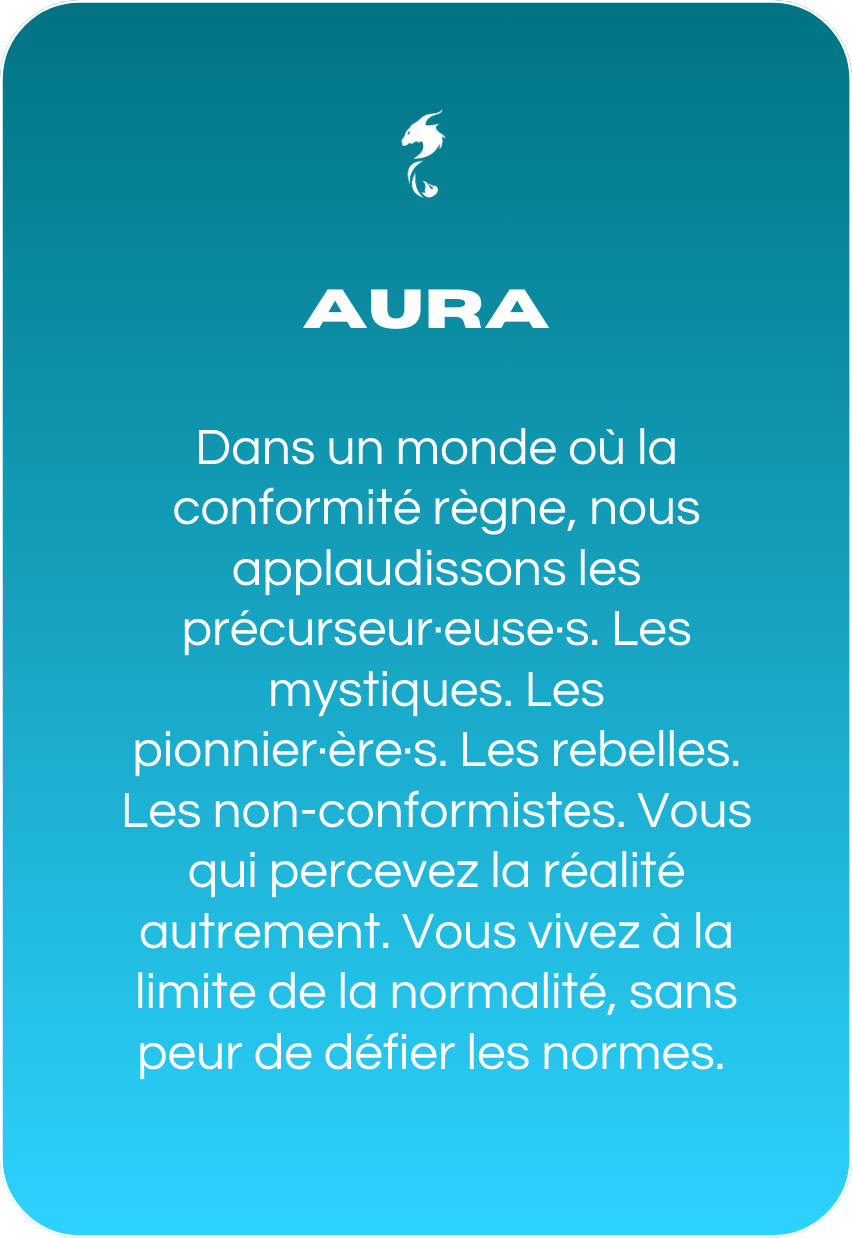 AURA
Dans un monde où la
conformité règne, nous
applaudissons les
précurseur·euse·s. Les
mystiques. Les
pionnier·ère·s. Les rebelles.
Les non-conformistes. Vous
qui percevez la réalité
autrement. Vous vivez à la
limite de la normalité, sans
peur de défier les normes.